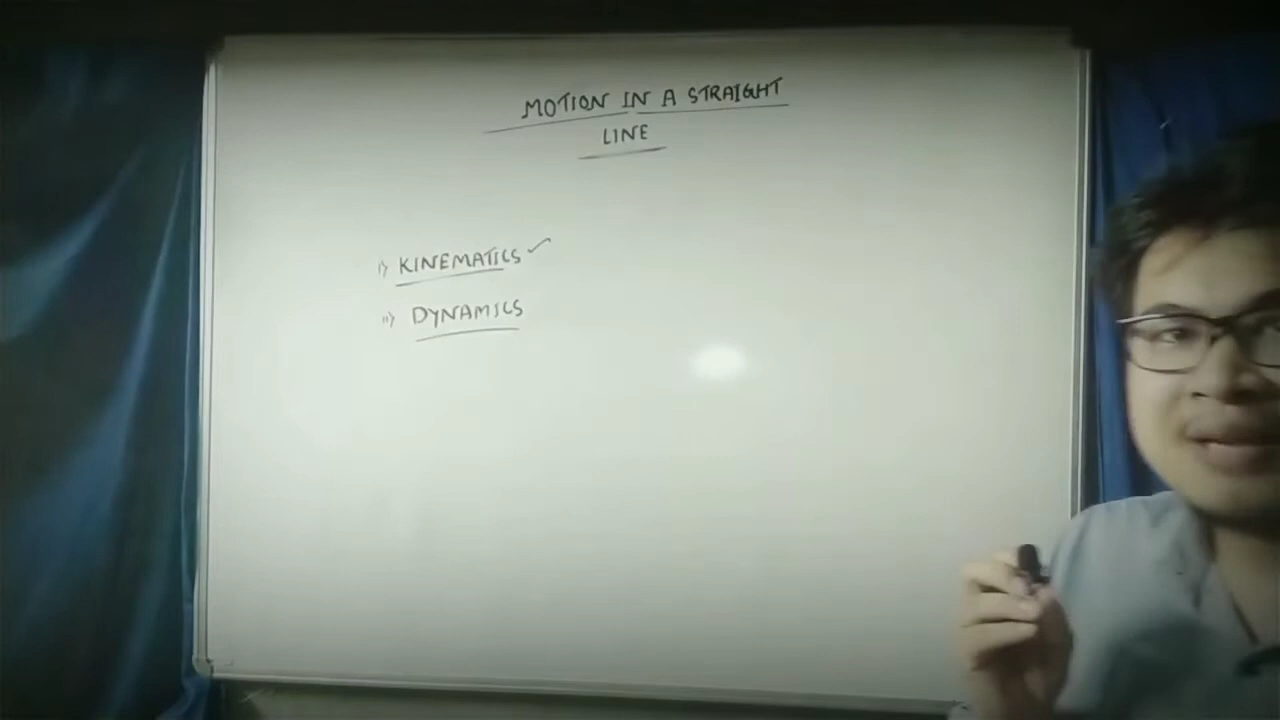 MOTION IN A STRAIGHT
LINE
i) KINEMATICS ✓
ii) DYNAMICS